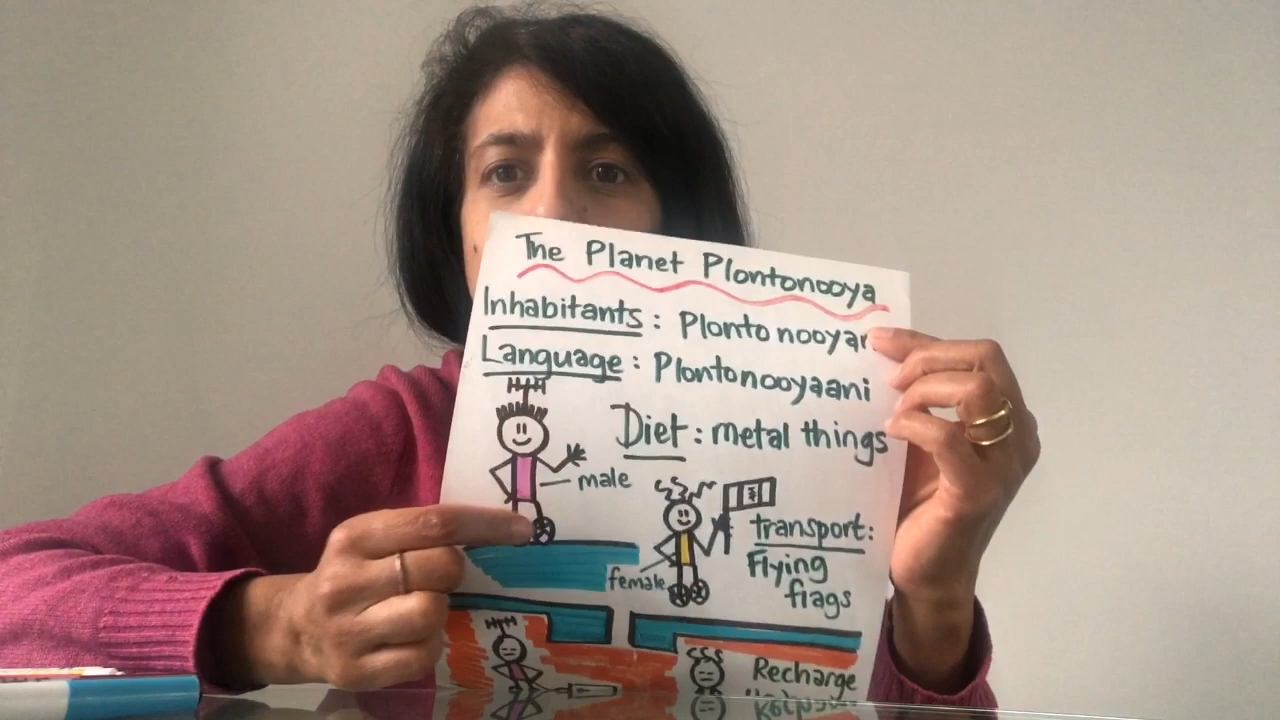 The Planet Plontonooya
Inhabitants : Plontonooyan
Language : Plontonooyaani
Diet : metal things
male
transport:
Flying
flags
female
Recharge